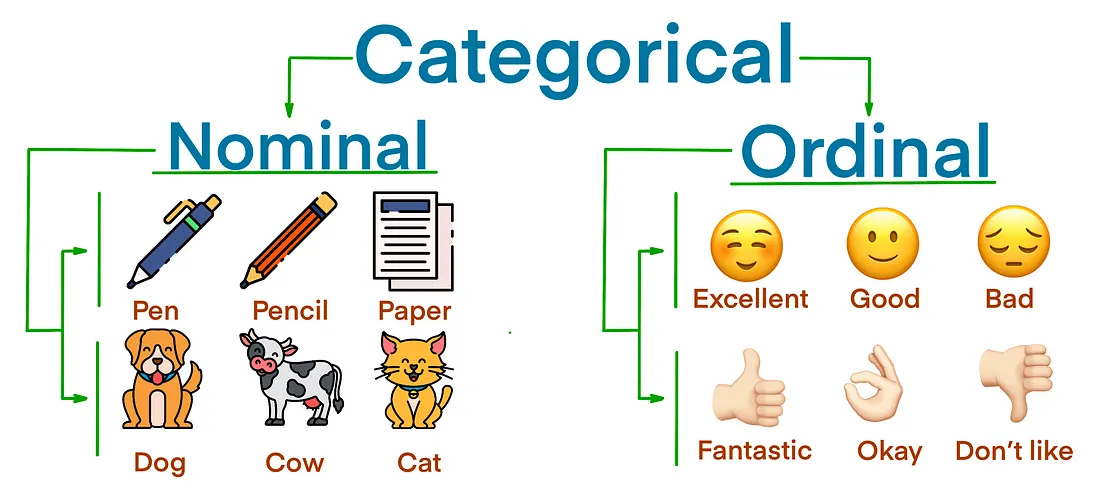 Categorical
Nominal
Ordinal
Pen Pencil Paper
Excellent Good Bad
Dog Cow Cat
Fantastic Okay Don't like